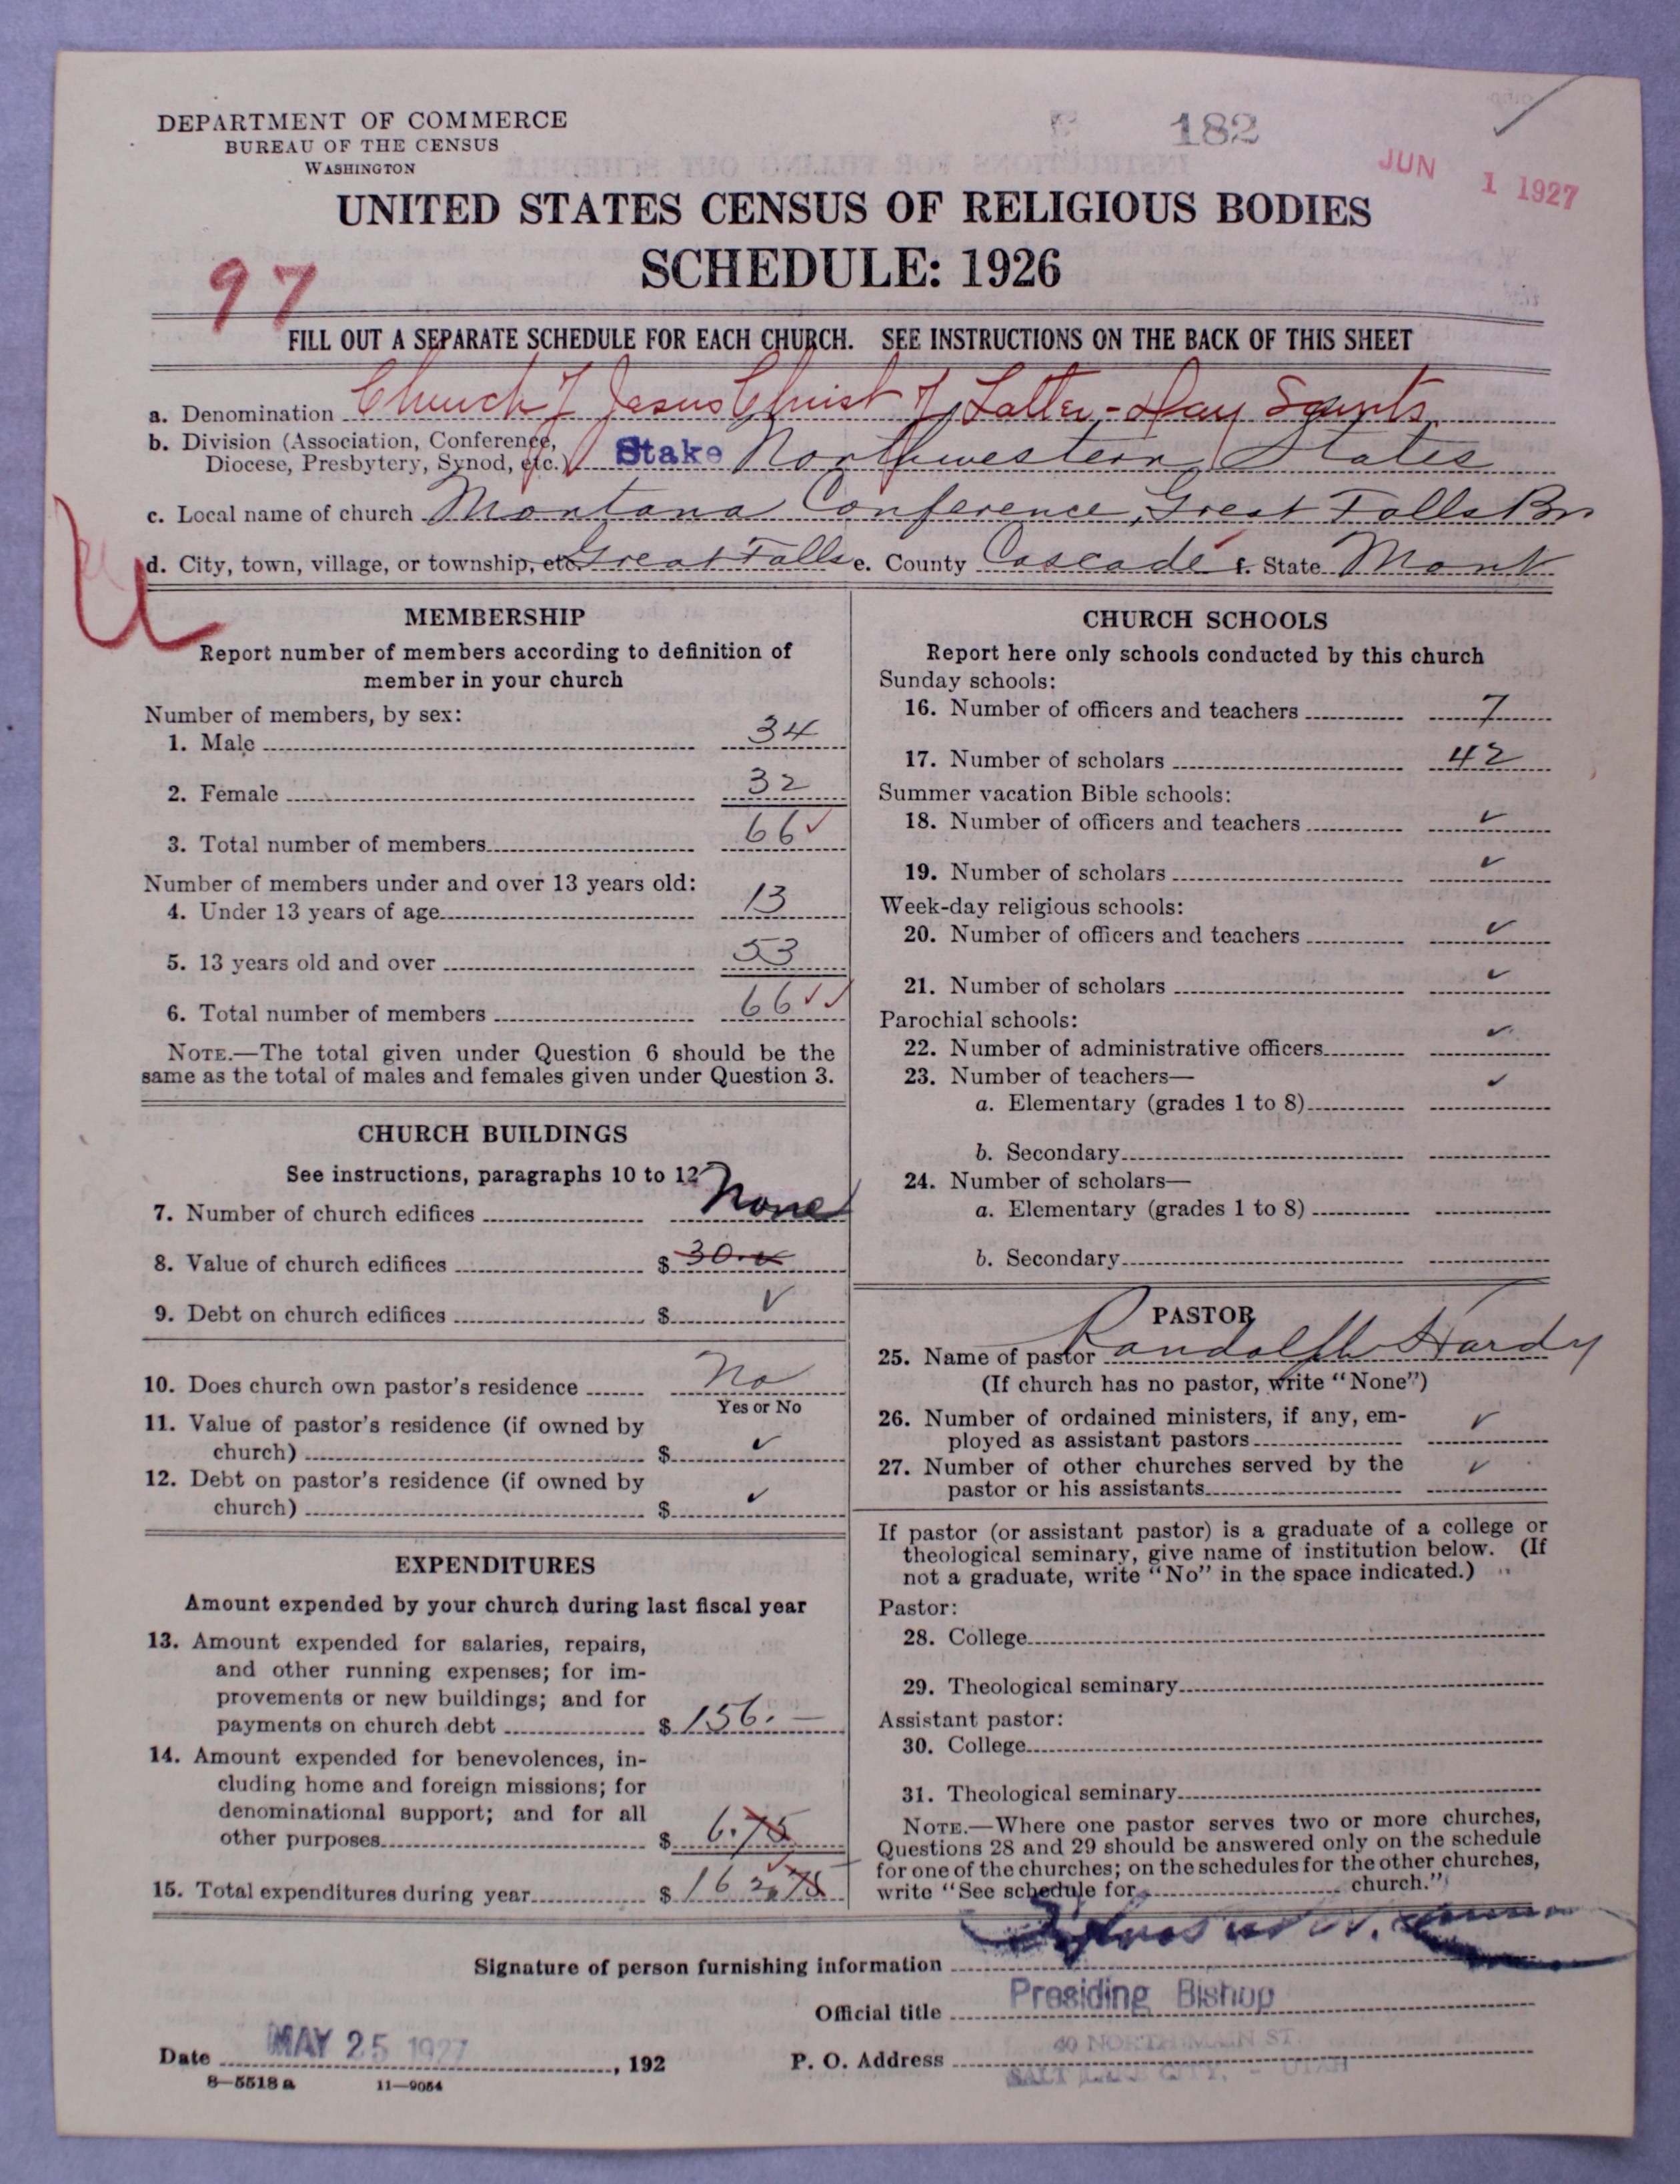 DEPARTMENT OF COMMERCE
BUREAU OF THE CENSUS
WASHINGTON
182
JUN 1 1927
UNITED STATES CENSUS OF RELIGIOUS BODIES
SCHEDULE: 1926
97
FILL OUT A SEPARATE SCHEDULE FOR EACH CHURCH. SEE INSTRUCTIONS ON THE BACK OF THIS SHEET
a. Denomination Church of Jesus Christ of Latter-Day Saints
b. Division (Association, Conference,
Diocese, Presbytery, Synod, etc.) Stake Northwestern States
c. Local name of church Montana Conference, Great Falls Br
d. City, town, village, or township, etc. Great Falls e. County Cascade f. State Mont
MEMBERSHIP
Report number of members according to definition of
member in your church
Number of members, by sex:
1. Male 34
2. Female 32
3. Total number of members 66 ✓
Number of members under and over 13 years old:
4. Under 13 years of age 13
5. 13 years old and over 53
6. Total number of members 66 ✓✓
NOTE.—The total given under Question 6 should be the
same as the total of males and females given under Question 3.
CHURCH BUILDINGS
See instructions, paragraphs 10 to 12
7. Number of church edifices None
8. Value of church edifices $ 30.
9. Debt on church edifices $ ✓
10. Does church own pastor's residence No
Yes or No
11. Value of pastor's residence (if owned by
church) $ ✓
12. Debt on pastor's residence (if owned by
church) $ ✓
EXPENDITURES
Amount expended by your church during last fiscal year
13. Amount expended for salaries, repairs,
and other running expenses; for im-
provements or new buildings; and for
payments on church debt $ 156.—
14. Amount expended for benevolences, in-
cluding home and foreign missions; for
denominational support; and for all
other purposes $ 6.75
15. Total expenditures during year $ 162.75
CHURCH SCHOOLS
Report here only schools conducted by this church
Sunday schools:
16. Number of officers and teachers 7
17. Number of scholars 42
Summer vacation Bible schools:
18. Number of officers and teachers ✓
19. Number of scholars ✓
Week-day religious schools:
20. Number of officers and teachers ✓
21. Number of scholars ✓
Parochial schools:
22. Number of administrative officers ✓
23. Number of teachers— ✓
a. Elementary (grades 1 to 8)
b. Secondary
24. Number of scholars—
a. Elementary (grades 1 to 8)
b. Secondary
PASTOR
25. Name of pastor Randolph Hardy
(If church has no pastor, write "None")
26. Number of ordained ministers, if any, em-
ployed as assistant pastors ✓
27. Number of other churches served by the
pastor or his assistants ✓
If pastor (or assistant pastor) is a graduate of a college or
theological seminary, give name of institution below. (If
not a graduate, write "No" in the space indicated.)
Pastor:
28. College
29. Theological seminary
Assistant pastor:
30. College
31. Theological seminary
NOTE.—Where one pastor serves two or more churches,
Questions 28 and 29 should be answered only on the schedule
for one of the churches; on the schedules for the other churches,
write "See schedule for church."
Signature of person furnishing information
Official title Presiding Bishop
Date MAY 25 1927, 192
P. O. Address 40 NORTH MAIN ST.
SALT LAKE CITY, - UTAH
8—5518 a 11—9054